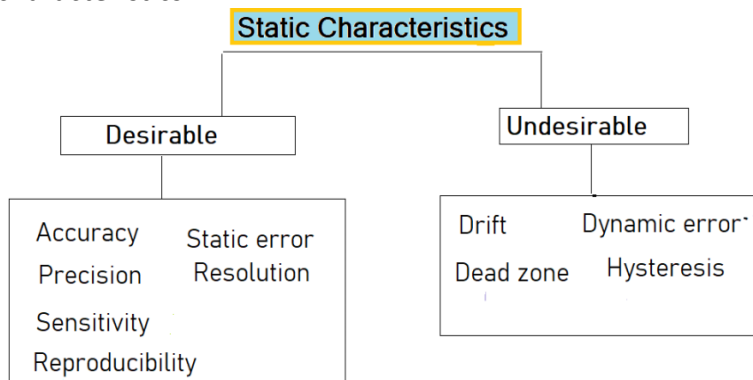 Static Characteristics
Desirable
Undesirable
Accuracy
Static error
Precision
Resolution
Sensitivity
Reproducibility
Drift
Dynamic error
Dead zone
Hysteresis